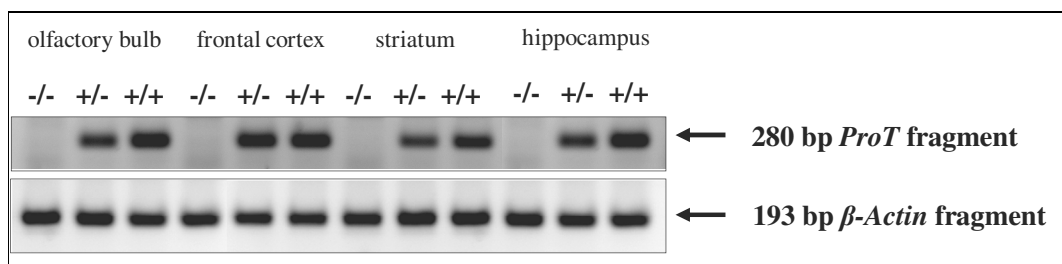 olfactory bulb frontal cortex striatum hippocampus
-/- +/- +/+ -/- +/- +/+ -/- +/- +/+ -/- +/- +/+
280 bp ProT fragment
193 bp β-Actin fragment